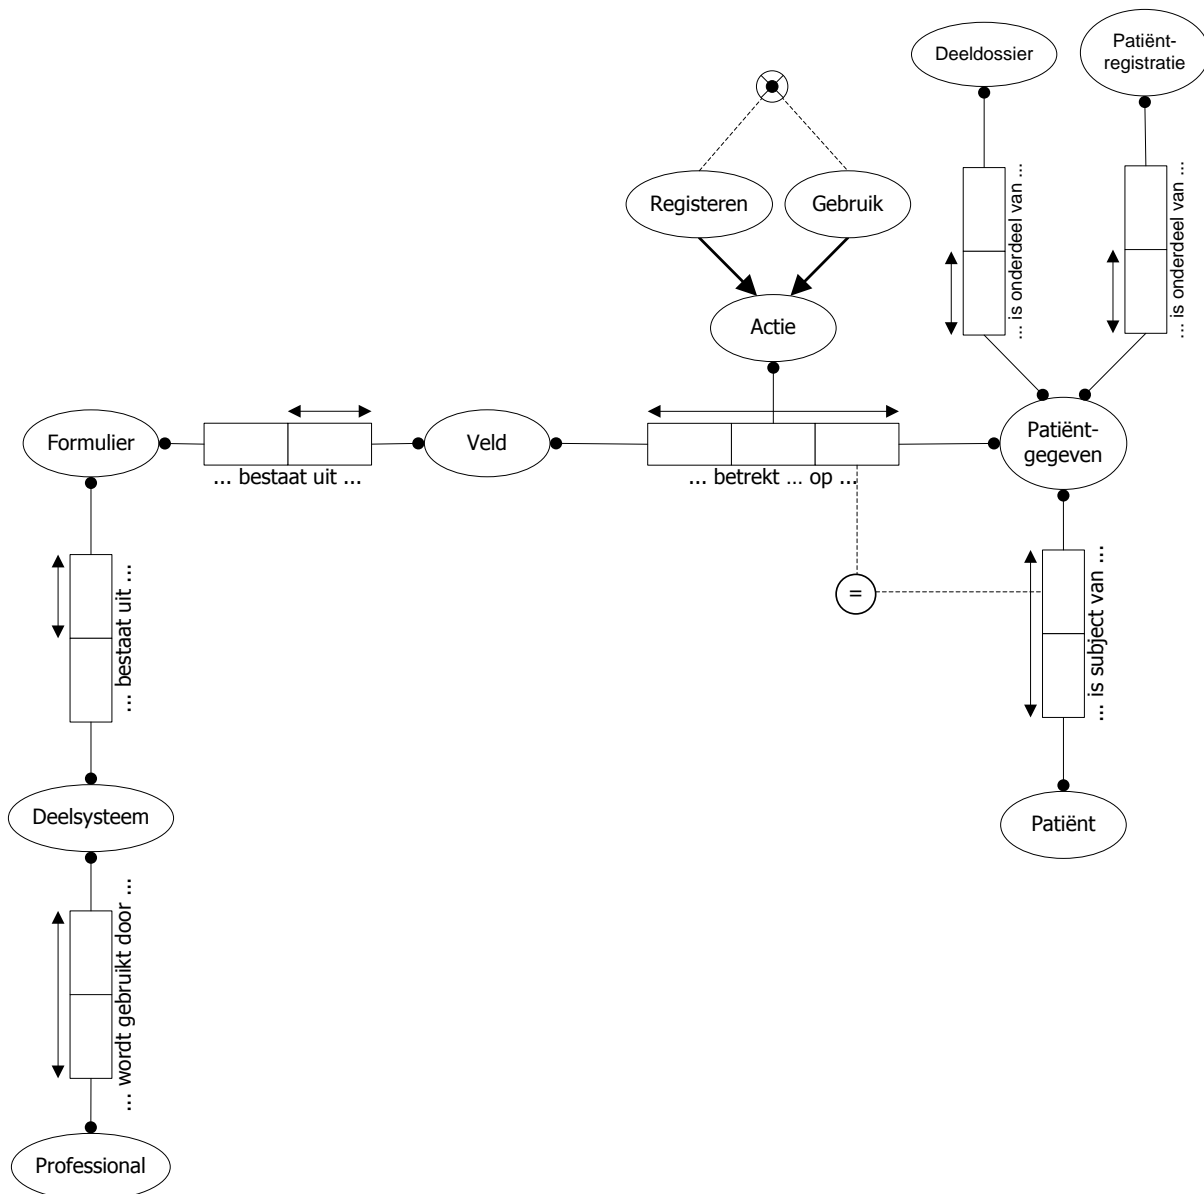 Deeldossier
Patiënt-
registratie
... is onderdeel van ...
... is onderdeel van ...
Registeren
Gebruik
Actie
Formulier
... bestaat uit ...
Veld
... betrekt ... op ...
Patiënt-
gegeven
=
... bestaat uit ...
... is subject van ...
Deelsysteem
Patiënt
... wordt gebruikt door ...
Professional